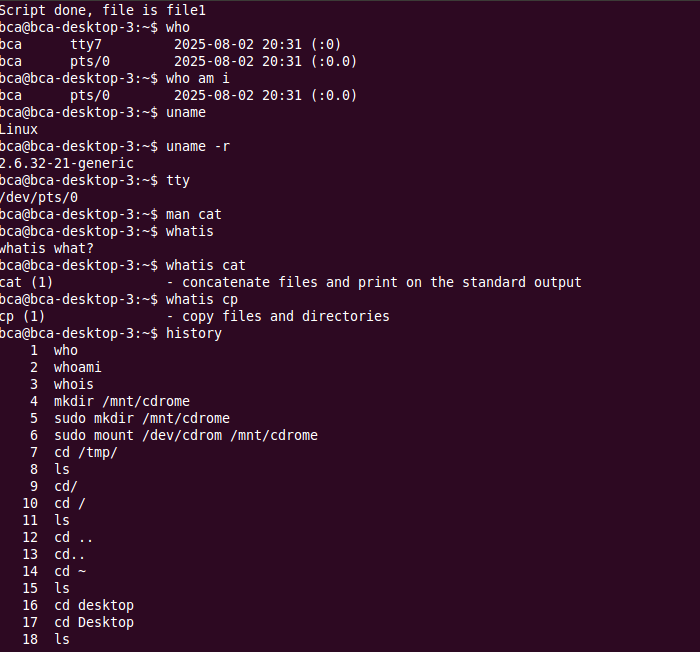 Script done, file is file1
bca@bca-desktop-3:~$ who
bca      tty7         2025-08-02 20:31 (:0)
bca      pts/0        2025-08-02 20:31 (:0.0)
bca@bca-desktop-3:~$ who am i
bca      pts/0        2025-08-02 20:31 (:0.0)
bca@bca-desktop-3:~$ uname
Linux
bca@bca-desktop-3:~$ uname -r
2.6.32-21-generic
bca@bca-desktop-3:~$ tty
/dev/pts/0
bca@bca-desktop-3:~$ man cat
bca@bca-desktop-3:~$ whatis
whatis what?
bca@bca-desktop-3:~$ whatis cat
cat (1)              - concatenate files and print on the standard output
bca@bca-desktop-3:~$ whatis cp
cp (1)               - copy files and directories
bca@bca-desktop-3:~$ history
    1  who
    2  whoami
    3  whois
    4  mkdir /mnt/cdrome
    5  sudo mkdir /mnt/cdrome
    6  sudo mount /dev/cdrom /mnt/cdrome
    7  cd /tmp/
    8  ls
    9  cd/
   10  cd /
   11  ls
   12  cd ..
   13  cd..
   14  cd ~
   15  ls
   16  cd desktop
   17  cd Desktop
   18  ls